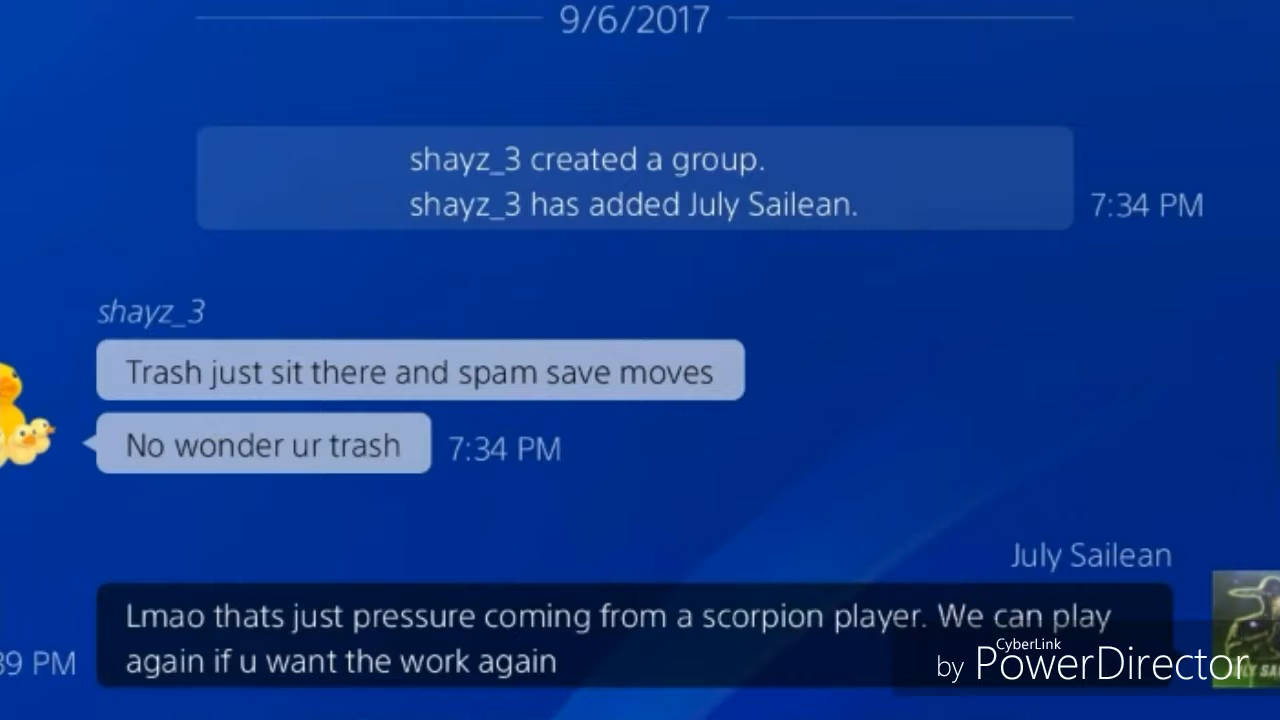 9/6/2017
shayz_3 created a group.
shayz_3 has added July Sailean.
7:34 PM
shayz_3
Trash just sit there and spam save moves
No wonder ur trash
7:34 PM
July Sailean
Lmao thats just pressure coming from a scorpion player. We can play
again if u want the work again
39 PM
CyberLink
by PowerDirector